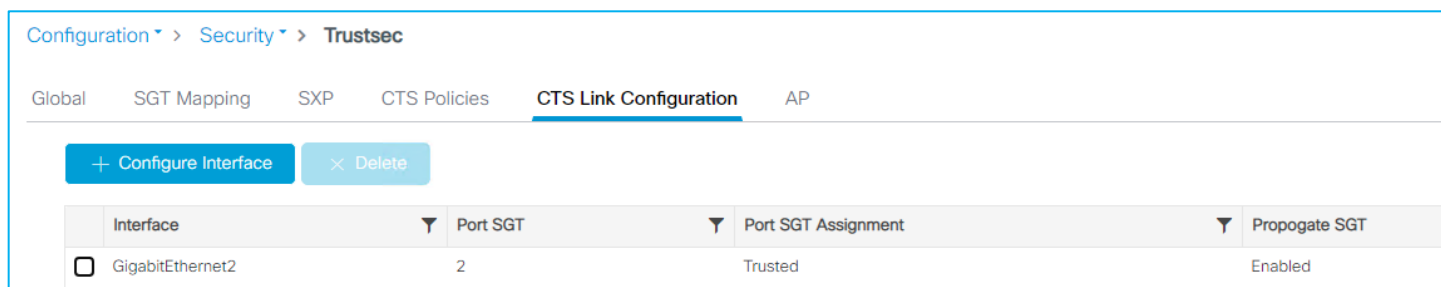 Configuration > Security > Trustsec
Global SGT Mapping SXP CTS Policies CTS Link Configuration AP
+ Configure Interface × Delete
Interface Port SGT Port SGT Assignment Propogate SGT
GigabitEthernet2 2 Trusted Enabled